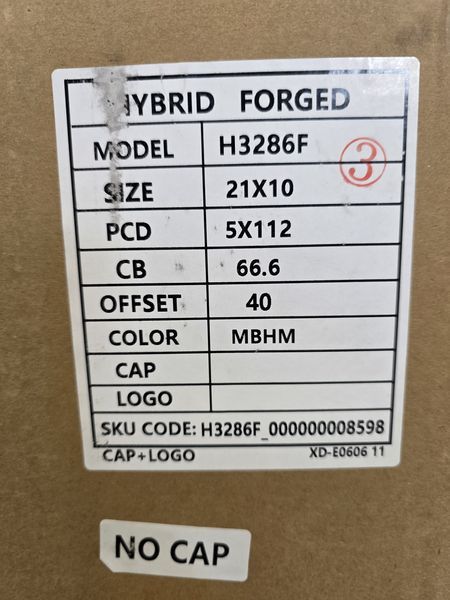 HYBRID FORGED
MODEL H3286F
3
SIZE 21X10
PCD 5X112
CB 66.6
OFFSET 40
COLOR MBHM
CAP
LOGO
SKU CODE: H3286F_000000008598
CAP+LOGO XD-E0606 11
NO CAP